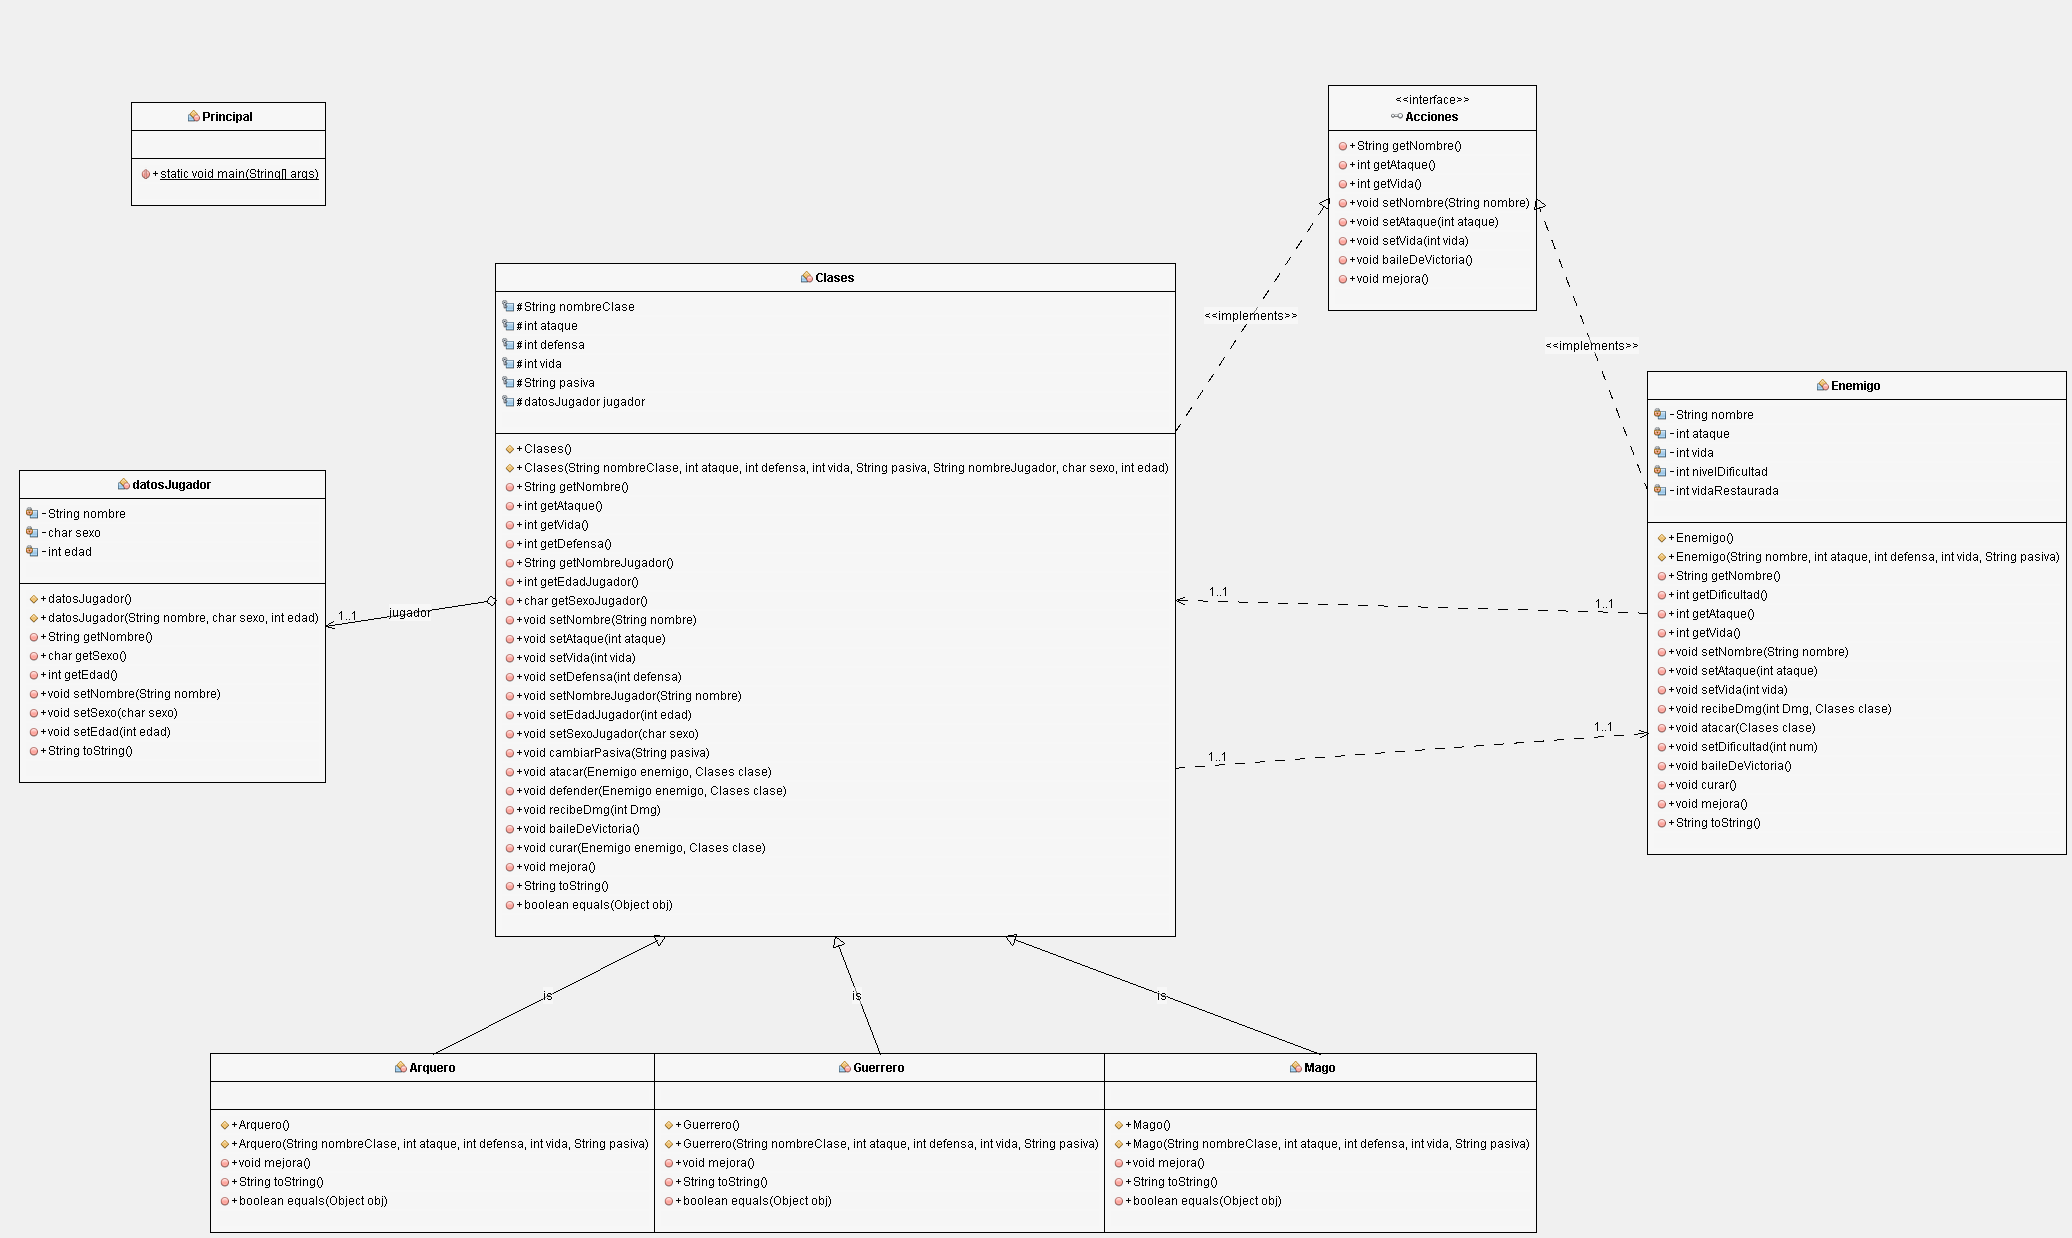 Principal
+static void main(String[] args)
<<interface>>
Acciones
+String getNombre()
+int getAtaque()
+int getVida()
+void setNombre(String nombre)
+void setAtaque(int ataque)
+void setVida(int vida)
+void baileDeVictoria()
+void mejora()
Clases
#String nombreClase
#int ataque
#int defensa
#int vida
#String pasiva
#datosJugador jugador
+Clases()
+Clases(String nombreClase, int ataque, int defensa, int vida, String pasiva, String nombreJugador, char sexo, int edad)
+String getNombre()
+int getAtaque()
+int getVida()
+int getDefensa()
+String getNombreJugador()
+int getEdadJugador()
+char getSexoJugador()
+void setNombre(String nombre)
+void setAtaque(int ataque)
+void setVida(int vida)
+void setDefensa(int defensa)
+void setNombreJugador(String nombre)
+void setEdadJugador(int edad)
+void setSexoJugador(char sexo)
+void cambiarPasiva(String pasiva)
+void atacar(Enemigo enemigo, Clases clase)
+void defender(Enemigo enemigo, Clases clase)
+void recibeDmg(int Dmg)
+void baileDeVictoria()
+void curar(Enemigo enemigo, Clases clase)
+void mejora()
+String toString()
+boolean equals(Object obj)
<<implements>>
<<implements>>
Enemigo
-String nombre
-int ataque
-int vida
-int nivelDificultad
-int vidaRestaurada
+Enemigo()
+Enemigo(String nombre, int ataque, int defensa, int vida, String pasiva)
+String getNombre()
+int getDificultad()
+int getAtaque()
+int getVida()
+void setNombre(String nombre)
+void setAtaque(int ataque)
+void setVida(int vida)
+void recibeDmg(int Dmg, Clases clase)
+void atacar(Clases clase)
+void setDificultad(int num)
+void baileDeVictoria()
+void curar()
+void mejora()
+String toString()
datosJugador
-String nombre
-char sexo
-int edad
+datosJugador()
+datosJugador(String nombre, char sexo, int edad)
+String getNombre()
+char getSexo()
+int getEdad()
+void setNombre(String nombre)
+void setSexo(char sexo)
+void setEdad(int edad)
+String toString()
1..1
jugador
1..1
1..1
1..1
1..1
is
is
is
Arquero
+Arquero()
+Arquero(String nombreClase, int ataque, int defensa, int vida, String pasiva)
+void mejora()
+String toString()
+boolean equals(Object obj)
Guerrero
+Guerrero()
+Guerrero(String nombreClase, int ataque, int defensa, int vida, String pasiva)
+void mejora()
+String toString()
+boolean equals(Object obj)
Mago
+Mago()
+Mago(String nombreClase, int ataque, int defensa, int vida, String pasiva)
+void mejora()
+String toString()
+boolean equals(Object obj)